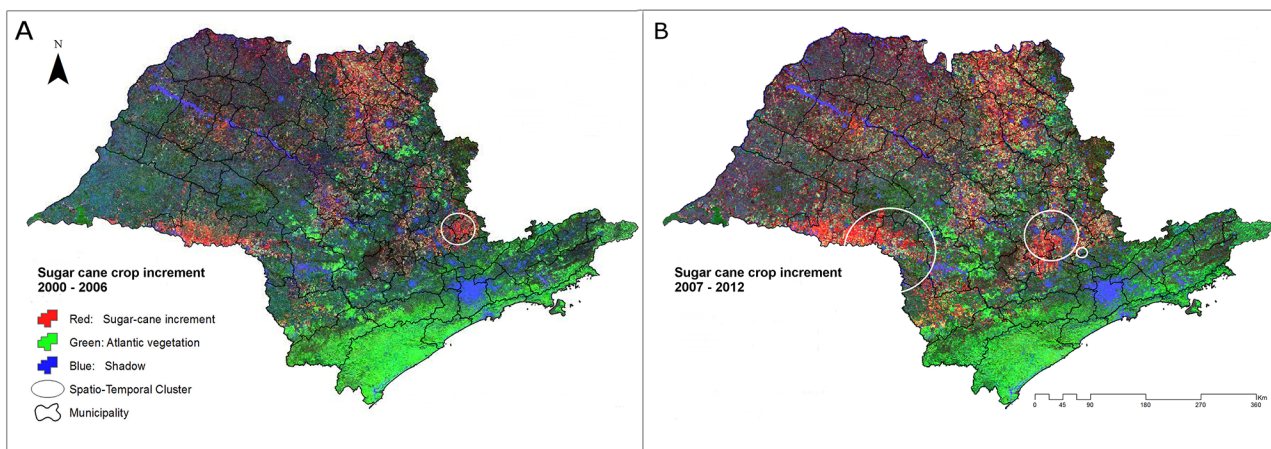 A
N
Sugar cane crop increment
2000 - 2006
Red: Sugar-cane increment
Green: Atlantic vegetation
Blue: Shadow
Spatio-Temporal Cluster
Municipality
B
Sugar cane crop increment
2007 - 2012
Km
0 45 90 180 270 360